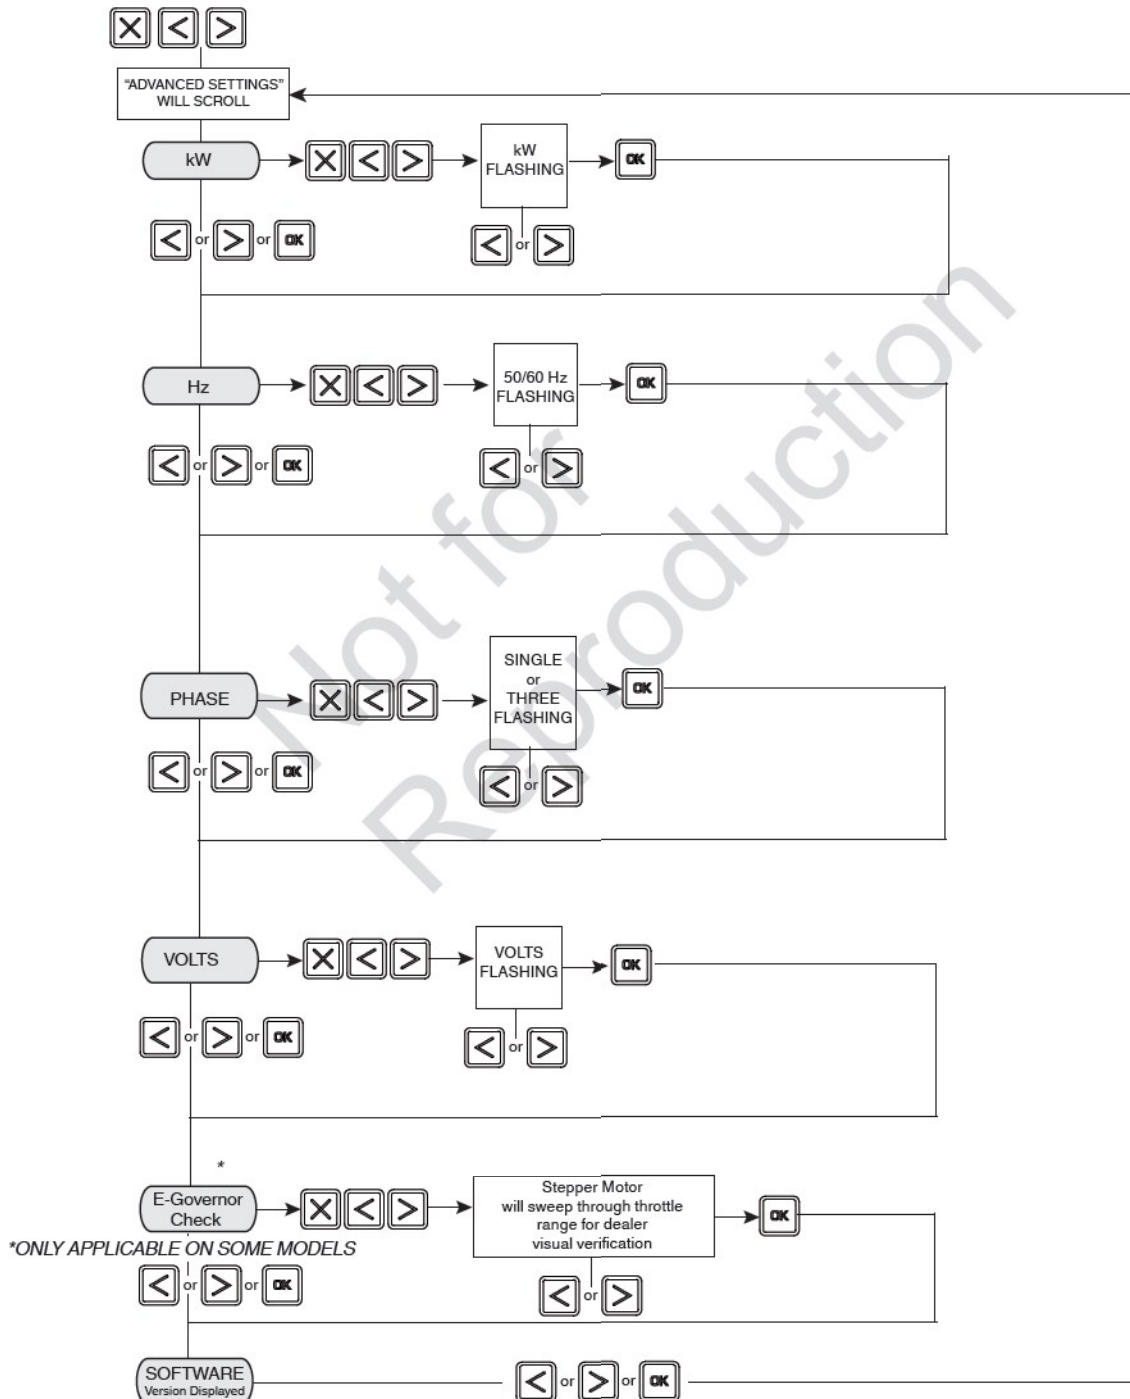 X < >
"ADVANCED SETTINGS"
WILL SCROLL
kW
X < >
kW
FLASHING
OK
< or > or OK
< or >
Hz
X < >
50/60 Hz
FLASHING
OK
< or > or OK
< or >
PHASE
X < >
SINGLE
or
THREE
FLASHING
OK
< or > or OK
< or >
VOLTS
X < >
VOLTS
FLASHING
OK
< or > or OK
< or >
*
E-Governor
Check
X < >
Stepper Motor
will sweep through throttle
range for dealer
visual verification
OK
*ONLY APPLICABLE ON SOME MODELS
< or > or OK
< or >
SOFTWARE
Version Displayed
< or > or OK
Not for
Reproduction